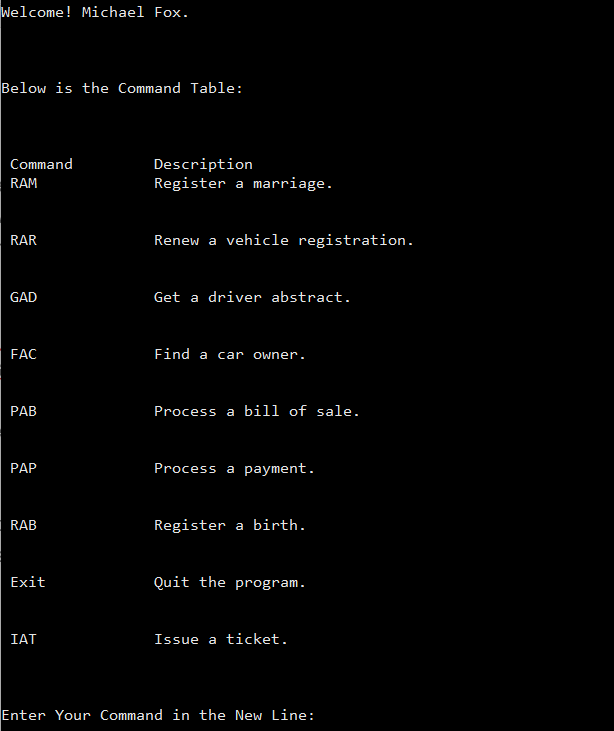 Welcome! Michael Fox.
Below is the Command Table:
Command Description
RAM Register a marriage.
RAR Renew a vehicle registration.
GAD Get a driver abstract.
FAC Find a car owner.
PAB Process a bill of sale.
PAP Process a payment.
RAB Register a birth.
Exit Quit the program.
IAT Issue a ticket.
Enter Your Command in the New Line: